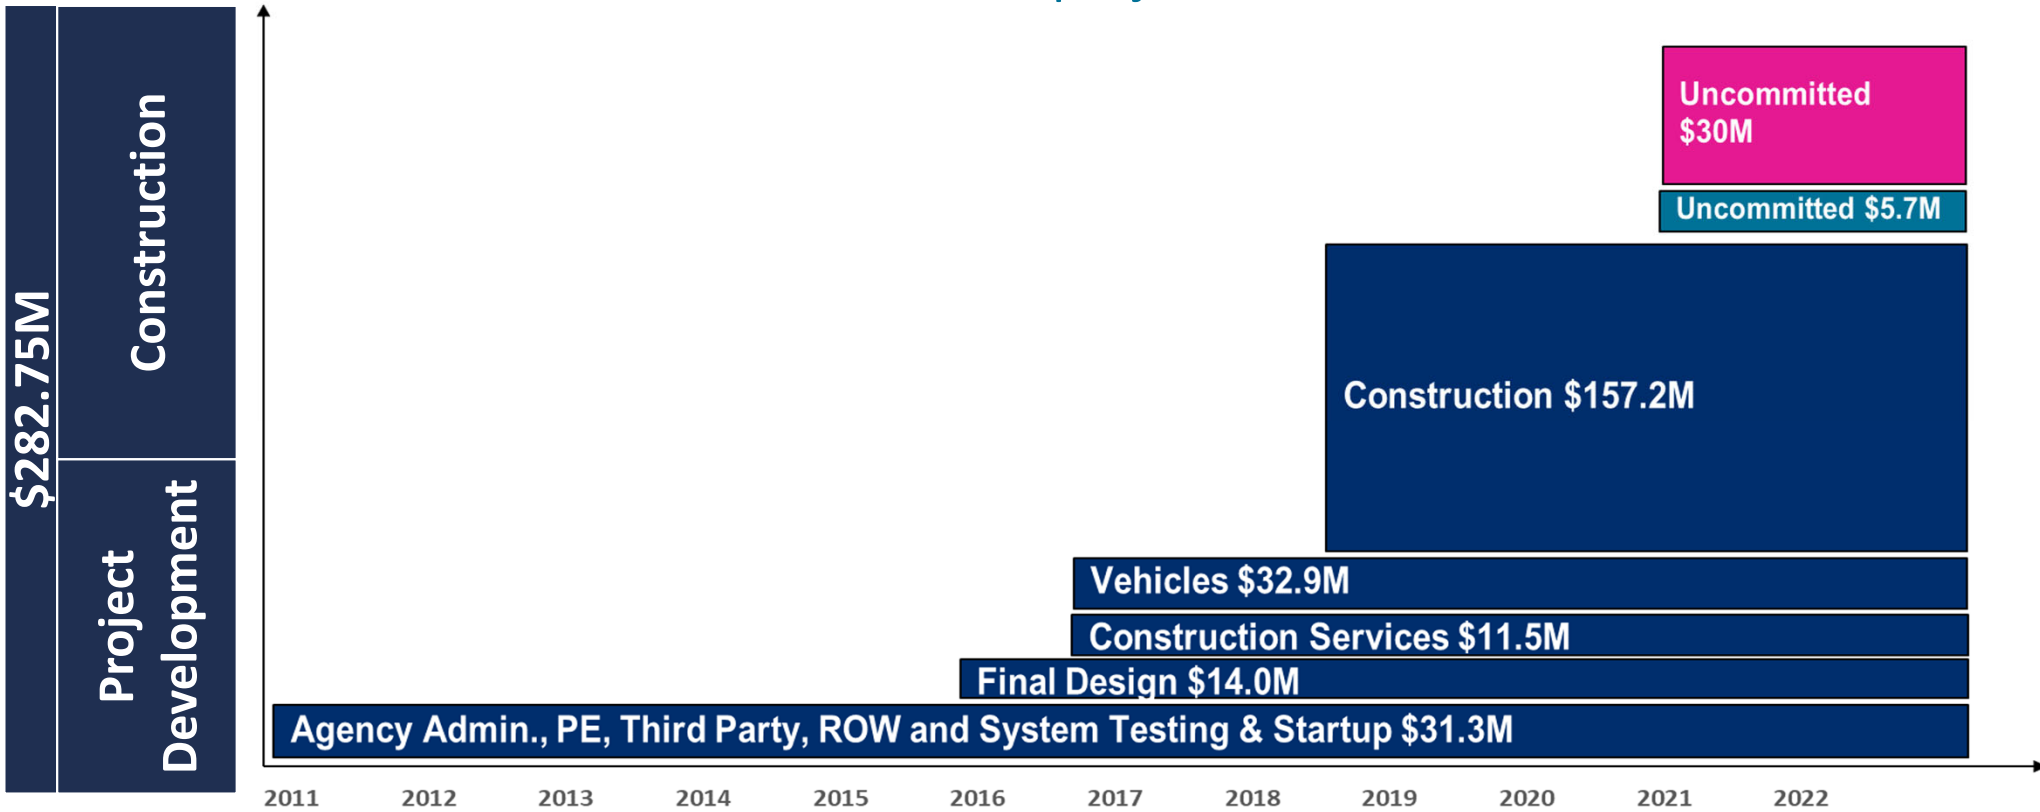 $282.75M
Construction
Project
Development
Uncommitted
$30M
Uncommitted $5.7M
Construction $157.2M
Vehicles $32.9M
Construction Services $11.5M
Final Design $14.0M
Agency Admin., PE, Third Party, ROW and System Testing & Startup $31.3M
2011 2012 2013 2014 2015 2016 2017 2018 2019 2020 2021 2022